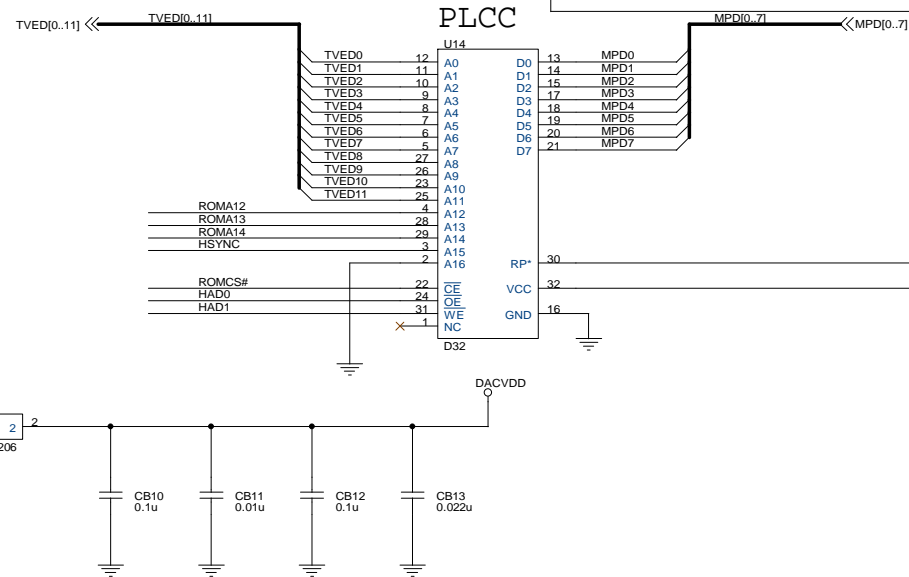 PLCC
TVED[0..11] TVED[0..11] MPD[0..7] MPD[0..7]
U14
TVED0 12 A0 D0 13 MPD0
TVED1 11 A1 D1 14 MPD1
TVED2 10 A2 D2 15 MPD2
TVED3 9 A3 D3 17 MPD3
TVED4 8 A4 D4 18 MPD4
TVED5 7 A5 D5 19 MPD5
TVED6 6 A6 D6 20 MPD6
TVED7 5 A7 D7 21 MPD7
TVED8 27 A8
TVED9 26 A9
TVED10 23 A10
TVED11 25 A11
ROMA12 4 A12
ROMA13 28 A13
ROMA14 29 A14
HSYNC 3 A15
2 A16 RP* 30
ROMCS# 22 CE VCC 32
HAD0 24 OE
HAD1 31 WE GND 16
1 NC
D32
DACVDD
2 2
206
CB10 CB11 CB12 CB13
0.1u 0.01u 0.1u 0.022u